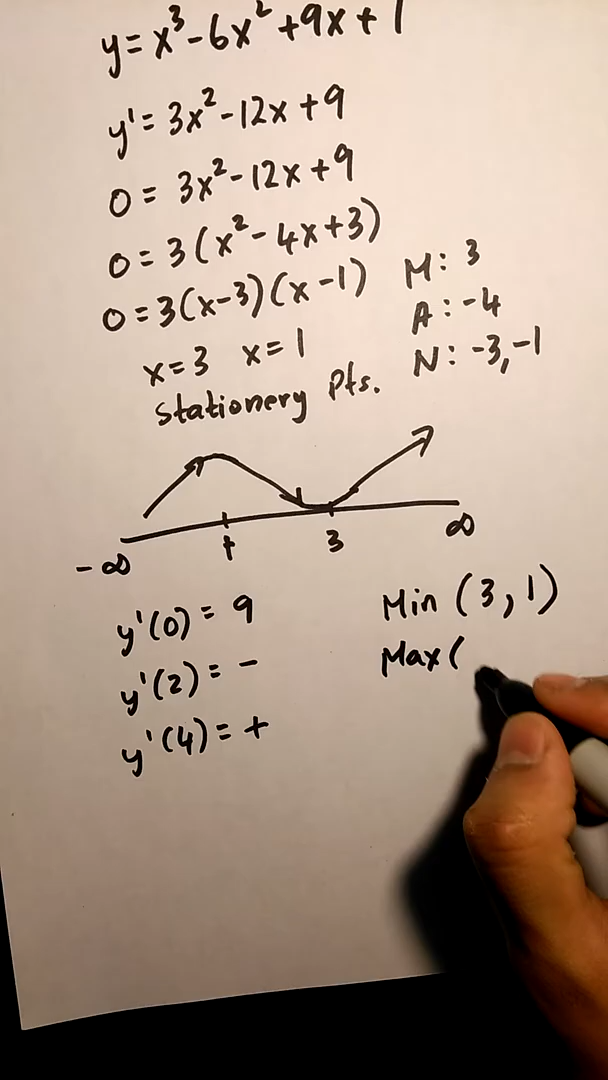 y = x³ - 6x² + 9x + 1
y' = 3x² - 12x + 9
0 = 3x² - 12x + 9
0 = 3(x² - 4x + 3)
0 = 3(x-3)(x-1)
M: 3
A: -4
N: -3, -1
x = 3 x = 1
Stationery Pts.
-∞ 1 3 ∞
y'(0) = 9
y'(2) = -
y'(4) = +
Min (3, 1)
Max (